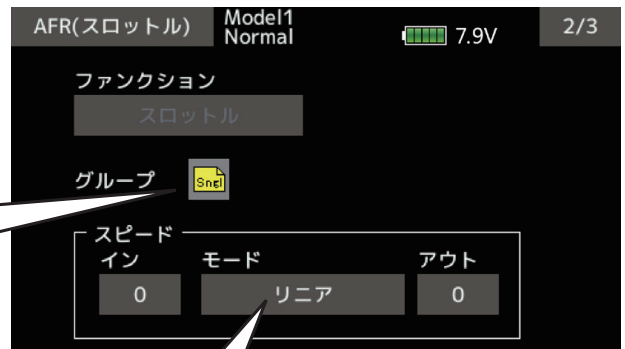 AFR(スロットル) Model1 Normal 7.9V 2/3
ファンクション
スロットル
グループ Sngl
スピード
イン モード アウト
0 リニア 0